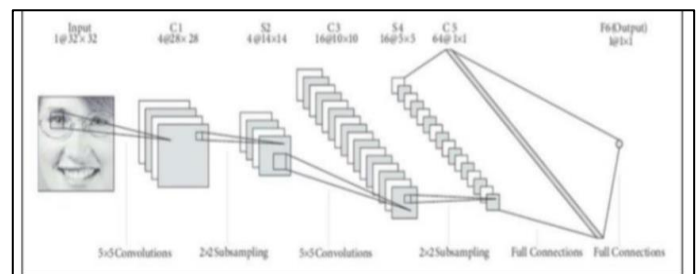 Input C1 S2 C3 S4 C5 F6(Output)
1@32×32 4@28×28 4@14×14 16@10×10 16@5×5 64@1×1 1@1×1
5×5Convolutions 2×2Subsampling 5×5Convolutions 2×2Subsampling Full Connections Full Connections